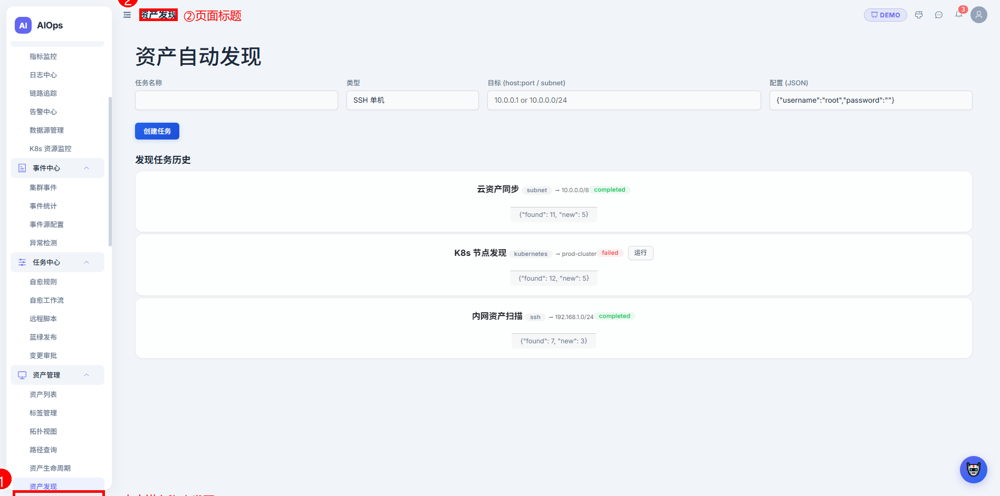 AI AIOps
指标监控
日志中心
链路追踪
告警中心
数据源管理
K8s 资源监控
事件中心
集群事件
事件统计
事件源配置
异常检测
任务中心
自愈规则
自愈工作流
远程脚本
蓝绿发布
变更审批
资产管理
资产列表
标签管理
拓扑视图
路径查询
资产生命周期
1
资产发现
2
资产发现 ②页面标题
DEMO
3
资产自动发现
任务名称 类型 目标 (host:port / subnet) 配置 (JSON)
SSH 单机 10.0.0.1 or 10.0.0.0/24 {"username":"root","password":""}
创建任务
发现任务历史
云资产同步 subnet → 10.0.0.0/8 completed
{"found": 11, "new": 5}
K8s 节点发现 kubernetes → prod-cluster failed 运行
{"found": 12, "new": 5}
内网资产扫描 ssh → 192.168.1.0/24 completed
{"found": 7, "new": 3}